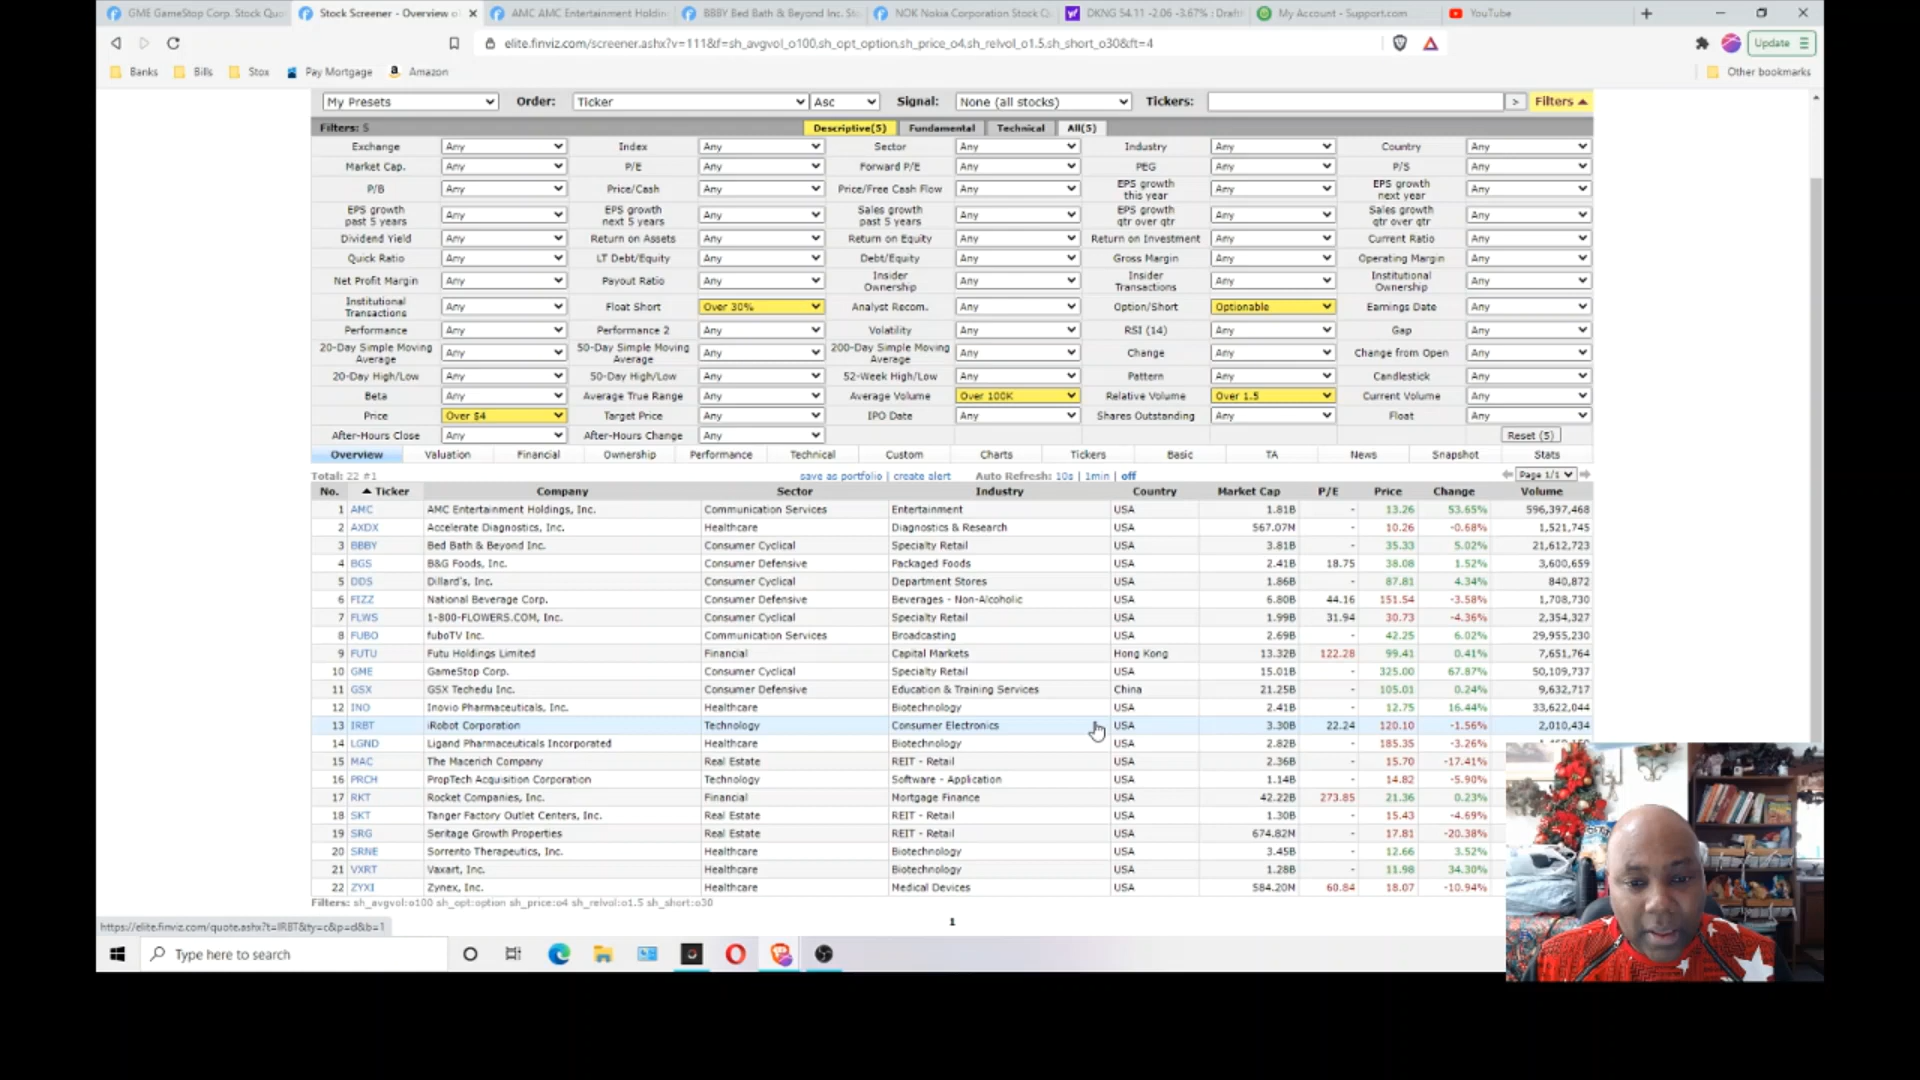 GME GameStop Corp. Stock Quo
Stock Screener - Overview o
AMC AMC Entertainment Holdin
BBBY Bed Bath & Beyond Inc. St
NOK Nokia Corporation Stock Q
DKNG 54.11 -2.06 -3.67% : Draft
My Account - Support.com
YouTube
elite.finviz.com/screener.ashx?v=111&f=sh_avgvol_o100,sh_opt_option,sh_price_o4,sh_relvol_o1.5,sh_short_o30&ft=4
Update
Banks Bills Stox Pay Mortgage Amazon Other bookmarks
My Presets Order: Ticker Asc Signal: None (all stocks) Tickers: > Filters
Filters: 5 Descriptive(5) Fundamental Technical All(5)
Exchange Any Index Any Sector Any Industry Any Country Any
Market Cap. Any P/E Any Forward P/E Any PEG Any P/S Any
P/B Any Price/Cash Any Price/Free Cash Flow Any EPS growth this year Any EPS growth next year Any
EPS growth past 5 years Any EPS growth next 5 years Any Sales growth past 5 years Any EPS growth qtr over qtr Any Sales growth qtr over qtr Any
Dividend Yield Any Return on Assets Any Return on Equity Any Return on Investment Any Current Ratio Any
Quick Ratio Any LT Debt/Equity Any Debt/Equity Any Gross Margin Any Operating Margin Any
Net Profit Margin Any Payout Ratio Any Insider Ownership Any Insider Transactions Any Institutional Ownership Any
Institutional Transactions Any Float Short Over 30% Analyst Recom. Any Option/Short Optionable Earnings Date Any
Performance Any Performance 2 Any Volatility Any RSI (14) Any Gap Any
20-Day Simple Moving Average Any 50-Day Simple Moving Average Any 200-Day Simple Moving Average Any Change Any Change from Open Any
20-Day High/Low Any 50-Day High/Low Any 52-Week High/Low Any Pattern Any Candlestick Any
Beta Any Average True Range Any Average Volume Over 100K Relative Volume Over 1.5 Current Volume Any
Price Over $4 Target Price Any IPO Date Any Shares Outstanding Any Float Any
After-Hours Close Any After-Hours Change Any Reset (5)
Overview Valuation Financial Ownership Performance Technical Custom Charts Tickers Basic TA News Snapshot Stats
Total: 22 #1 save as portfolio | create alert Auto Refresh: 10s | 1min | off Page 1/1
No. Ticker Company Sector Industry Country Market Cap P/E Price Change Volume
1 AMC AMC Entertainment Holdings, Inc. Communication Services Entertainment USA 1.81B - 13.26 53.65% 596,397,468
2 AXDX Accelerate Diagnostics, Inc. Healthcare Diagnostics & Research USA 567.07M - 10.26 -0.68% 1,521,745
3 BBBY Bed Bath & Beyond Inc. Consumer Cyclical Specialty Retail USA 3.81B - 35.33 5.02% 21,612,723
4 BGS B&G Foods, Inc. Consumer Defensive Packaged Foods USA 2.41B 18.75 38.08 1.52% 3,600,659
5 DDS Dillard's, Inc. Consumer Cyclical Department Stores USA 1.86B - 87.81 4.34% 840,872
6 FIZZ National Beverage Corp. Consumer Defensive Beverages - Non-Alcoholic USA 6.80B 44.16 151.54 -3.58% 1,708,730
7 FLWS 1-800-FLOWERS.COM, Inc. Consumer Cyclical Specialty Retail USA 1.99B 31.94 30.73 -4.36% 2,354,327
8 FUBO fuboTV Inc. Communication Services Broadcasting USA 2.69B - 42.25 6.02% 29,955,230
9 FUTU Futu Holdings Limited Financial Capital Markets Hong Kong 13.32B 122.28 99.41 0.41% 7,651,764
10 GME GameStop Corp. Consumer Cyclical Specialty Retail USA 15.01B - 325.00 67.87% 50,109,737
11 GSX GSX Techedu Inc. Consumer Defensive Education & Training Services China 21.25B - 105.01 0.24% 9,632,717
12 INO Inovio Pharmaceuticals, Inc. Healthcare Biotechnology USA 2.41B - 12.75 16.44% 33,622,044
13 IRBT iRobot Corporation Technology Consumer Electronics USA 3.30B 22.24 120.10 -1.56% 2,010,434
14 LGND Ligand Pharmaceuticals Incorporated Healthcare Biotechnology USA 2.82B - 185.35 -3.26%
15 MAC The Macerich Company Real Estate REIT - Retail USA 2.36B - 15.70 -17.41%
16 PRCH PropTech Acquisition Corporation Technology Software - Application USA 1.14B - 14.82 -5.90%
17 RKT Rocket Companies, Inc. Financial Mortgage Finance USA 42.22B 273.85 21.36 0.23%
18 SKT Tanger Factory Outlet Centers, Inc. Real Estate REIT - Retail USA 1.30B - 15.43 -4.69%
19 SRG Seritage Growth Properties Real Estate REIT - Retail USA 674.82M - 17.81 -20.38%
20 SRNE Sorrento Therapeutics, Inc. Healthcare Biotechnology USA 3.45B - 12.66 3.52%
21 VXRT Vaxart, Inc. Healthcare Biotechnology USA 1.28B - 11.98 34.30%
22 ZYXI Zynex, Inc. Healthcare Medical Devices USA 584.20M 60.84 18.07 -10.94%
Filters: sh_avgvol:o100 sh_opt:option sh_price:o4 sh_relvol:o1.5 sh_short:o30
1
https://elite.finviz.com/quote.ashx?t=IRBT&ty=c&p=d&b=1
Type here to search